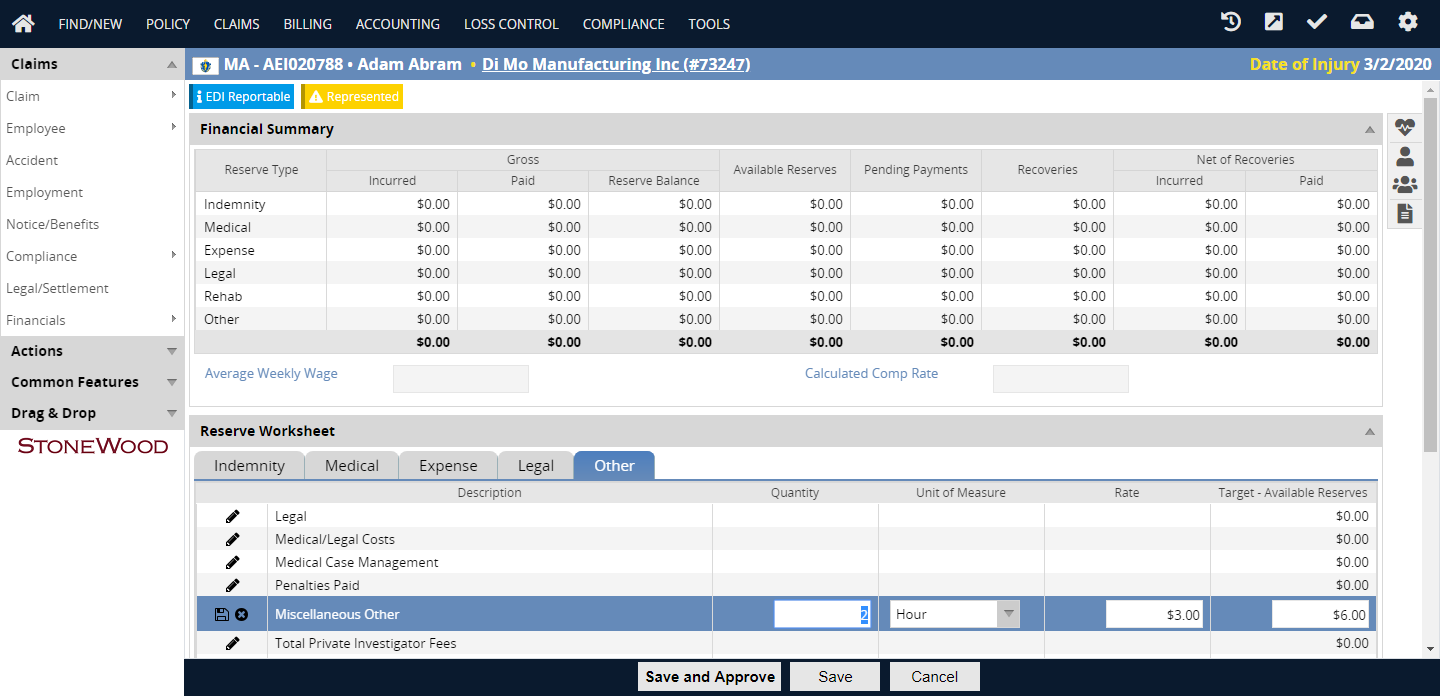 FIND/NEW POLICY CLAIMS BILLING ACCOUNTING LOSS CONTROL COMPLIANCE TOOLS
Claims
Claim
Employee
Accident
Employment
Notice/Benefits
Compliance
Legal/Settlement
Financials
Actions
Common Features
Drag & Drop
STONEWOOD
MA - AEI020788 • Adam Abram • Di Mo Manufacturing Inc (#73247) Date of Injury 3/2/2020
EDI Reportable Represented
Financial Summary
Reserve Type Gross Available Reserves Pending Payments Recoveries Net of Recoveries
Incurred Paid Reserve Balance Incurred Paid
Indemnity $0.00 $0.00 $0.00 $0.00 $0.00 $0.00 $0.00 $0.00
Medical $0.00 $0.00 $0.00 $0.00 $0.00 $0.00 $0.00 $0.00
Expense $0.00 $0.00 $0.00 $0.00 $0.00 $0.00 $0.00 $0.00
Legal $0.00 $0.00 $0.00 $0.00 $0.00 $0.00 $0.00 $0.00
Rehab $0.00 $0.00 $0.00 $0.00 $0.00 $0.00 $0.00 $0.00
Other $0.00 $0.00 $0.00 $0.00 $0.00 $0.00 $0.00 $0.00
$0.00 $0.00 $0.00 $0.00 $0.00 $0.00 $0.00 $0.00
Average Weekly Wage Calculated Comp Rate
Reserve Worksheet
Indemnity Medical Expense Legal Other
Description Quantity Unit of Measure Rate Target - Available Reserves
Legal $0.00
Medical/Legal Costs $0.00
Medical Case Management $0.00
Penalties Paid $0.00
Miscellaneous Other 2 Hour $3.00 $6.00
Total Private Investigator Fees $0.00
Save and Approve Save Cancel